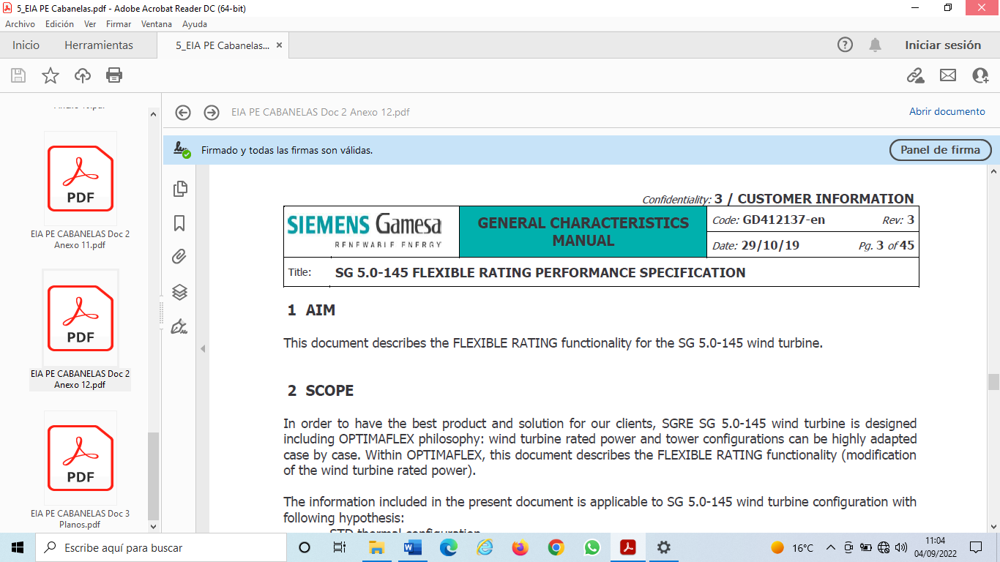 5_EIA PE Cabanelas.pdf - Adobe Acrobat Reader DC (64-bit)
Archivo Edición Ver Firmar Ventana Ayuda
Inicio Herramientas 5_EIA PE Cabanelas... × Iniciar sesión
EIA PE CABANELAS Doc 2 Anexo 12.pdf Abrir documento
Firmado y todas las firmas son válidas. Panel de firma
PDF
EIA PE CABANELAS Doc 2
Anexo 11.pdf
PDF
EIA PE CABANELAS Doc 2
Anexo 12.pdf
PDF
EIA PE CABANELAS Doc 3
Planos.pdf
Confidentiality: 3 / CUSTOMER INFORMATION
SIEMENS Gamesa
RENEWABLE ENERGY
GENERAL CHARACTERISTICS
MANUAL
Code: GD412137-en Rev: 3
Date: 29/10/19 Pg. 3 of 45
Title: SG 5.0-145 FLEXIBLE RATING PERFORMANCE SPECIFICATION
1 AIM
This document describes the FLEXIBLE RATING functionality for the SG 5.0-145 wind turbine.
2 SCOPE
In order to have the best product and solution for our clients, SGRE SG 5.0-145 wind turbine is designed
including OPTIMAFLEX philosophy: wind turbine rated power and tower configurations can be highly adapted
case by case. Within OPTIMAFLEX, this document describes the FLEXIBLE RATING functionality (modification
of the wind turbine rated power).
The information included in the present document is applicable to SG 5.0-145 wind turbine configuration with
following hypothesis:
STD thermal configuration
Escribe aquí para buscar
16°C
11:04
04/09/2022